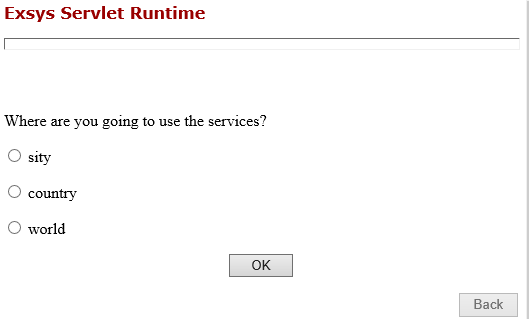 Exsys Servlet Runtime
Where are you going to use the services?
sity
country
world
OK
Back